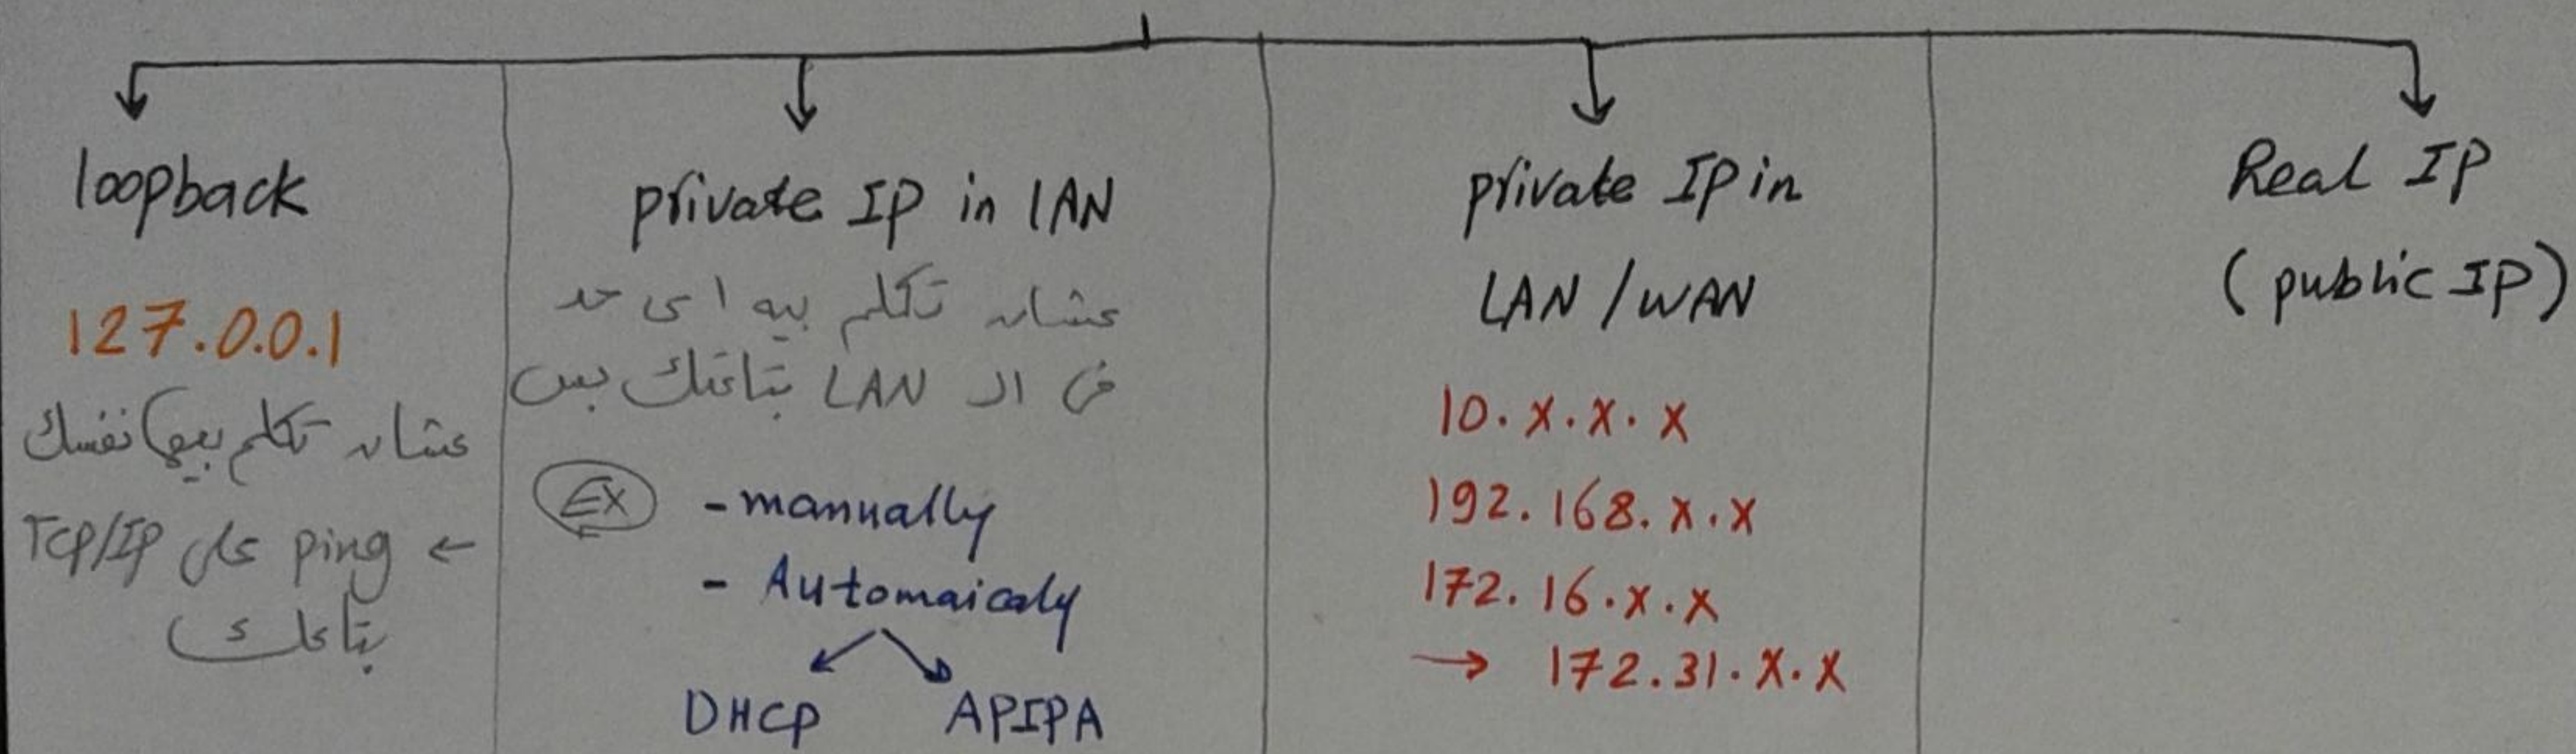 loopback
127.0.0.1
عشان تكلم بيها نفسك
← ping على TCP/IP
بتاعك
private IP in LAN
عشان تكلم بيه اى حد
فى ال LAN بتاعتك بس
EX
- manually
- Automaicaly
DHCP APIPA
private IP in
LAN / WAN
10.x.x.x
192.168.x.x
172.16.x.x
→ 172.31.x.x
Real IP
(public IP)